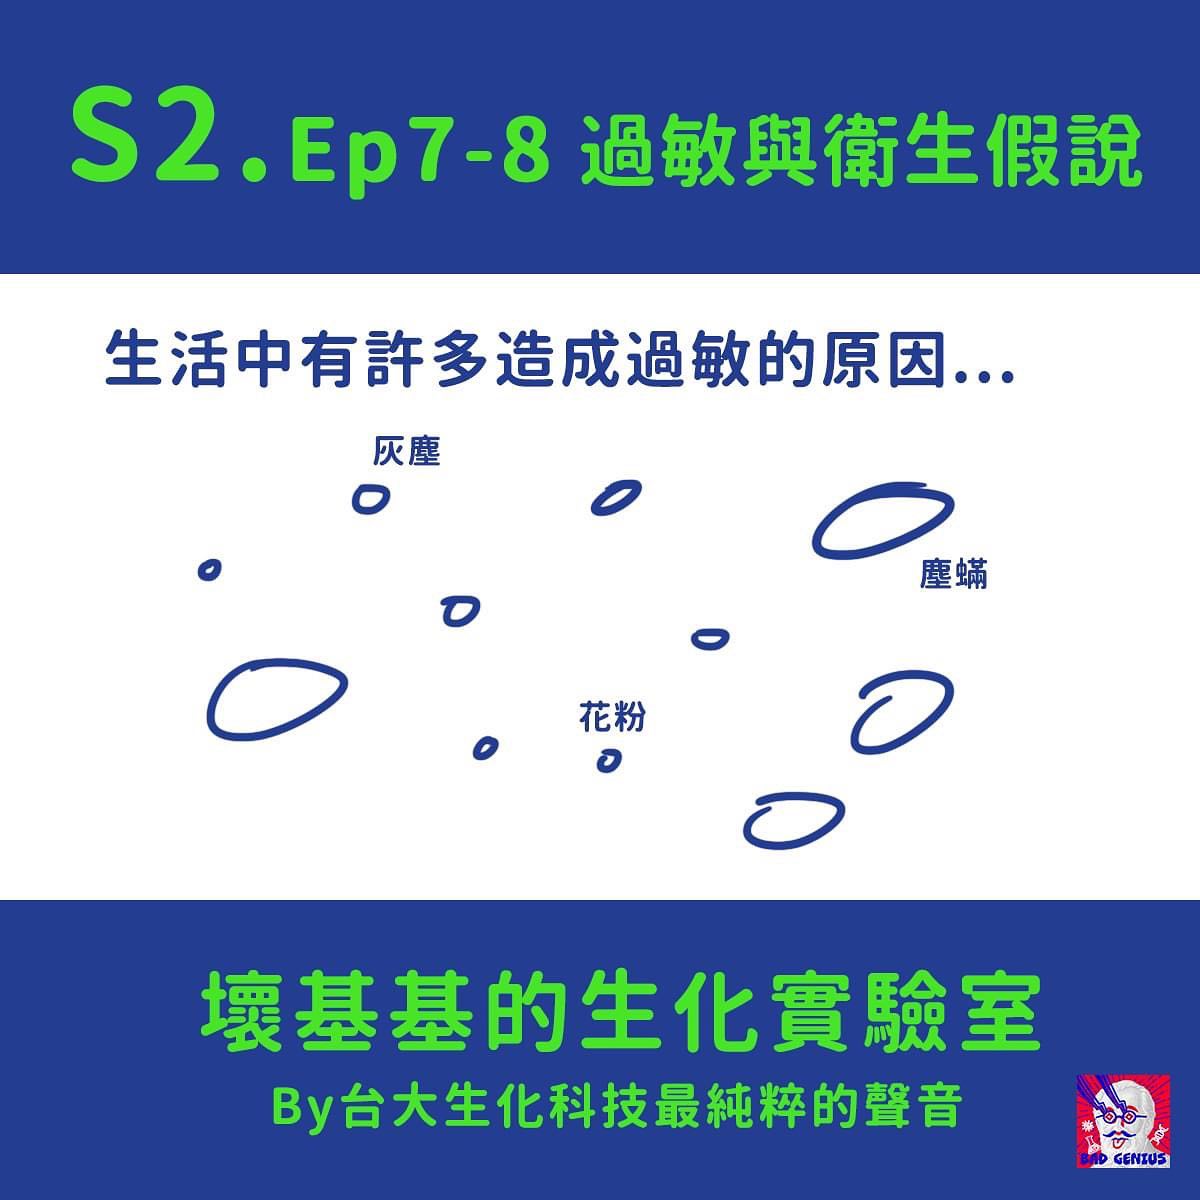 S2.Ep7-8 過敏與衛生假說
生活中有許多造成過敏的原因...
灰塵
塵蟎
花粉
壞基基的生化實驗室
By台大生化科技最純粹的聲音
BAD GENIUS